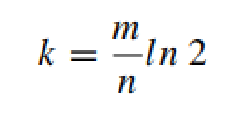 k = m/n ln 2